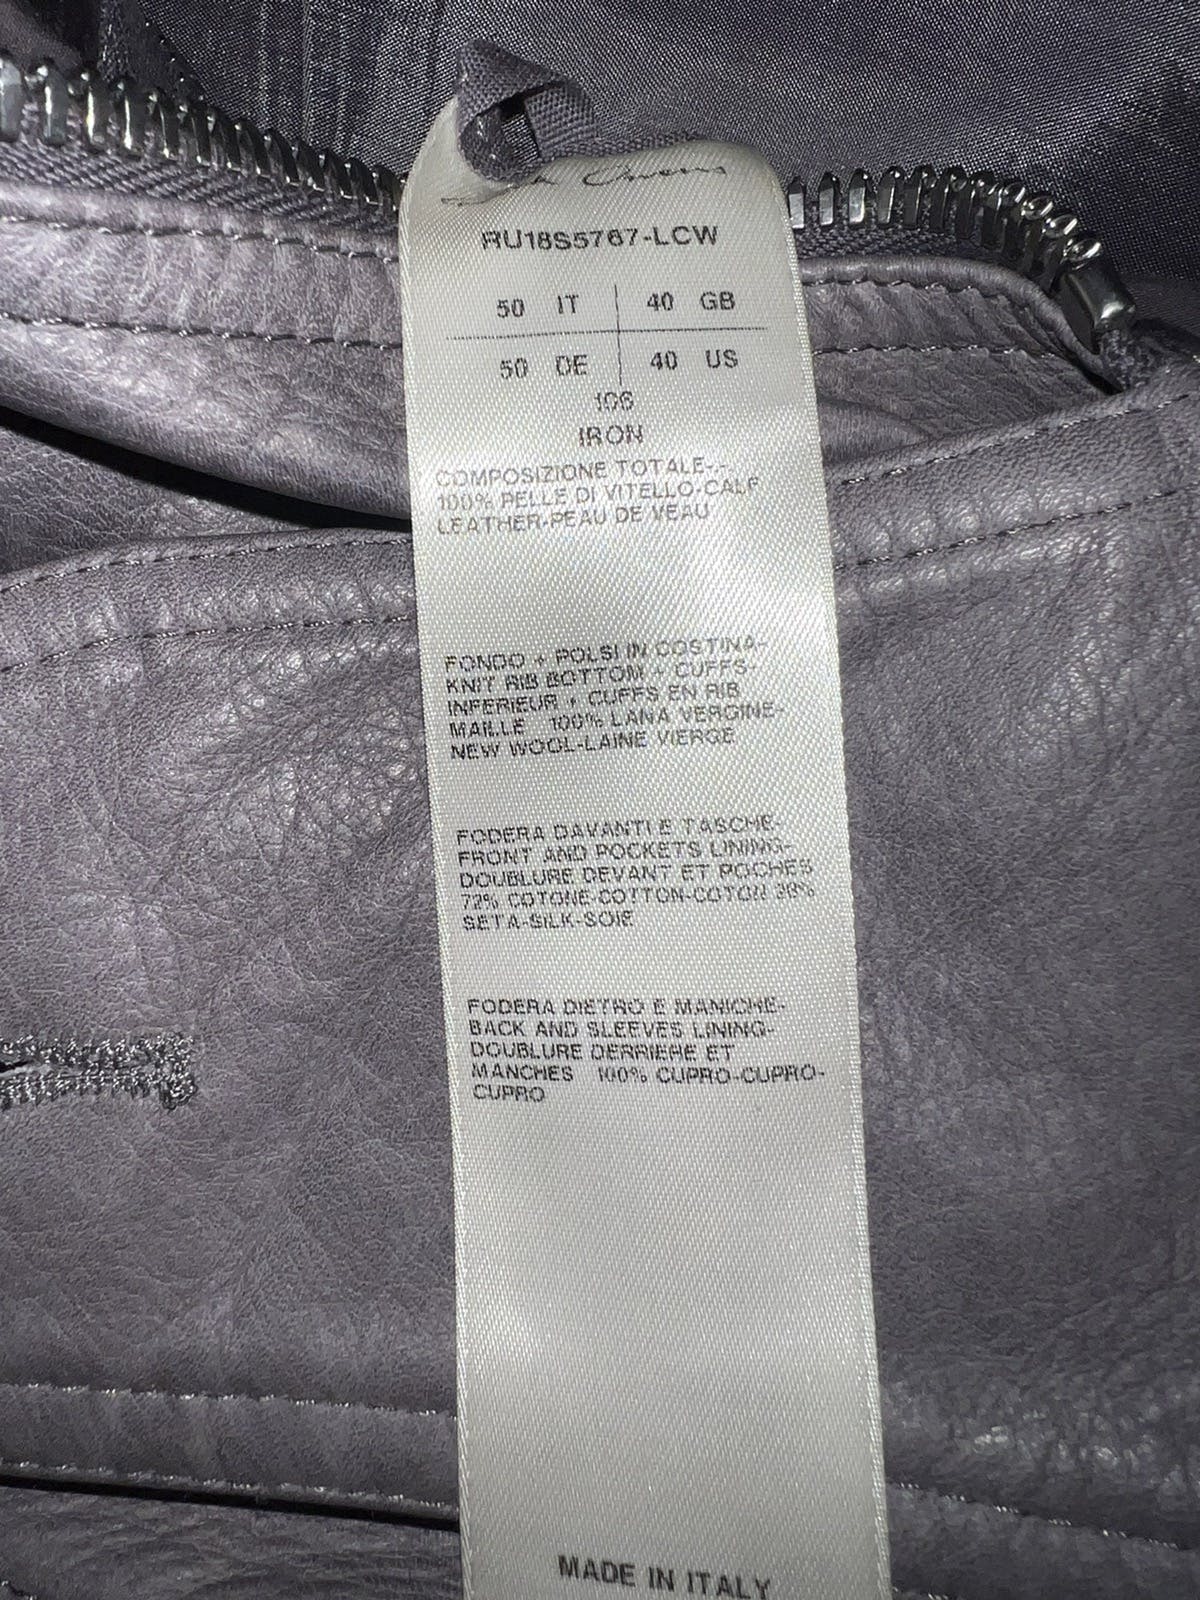 Owens
RU18S5767-LCW
50 IT 40 GB
50 DE 40 US
106
IRON
COMPOSIZIONE TOTALE-.-
100% PELLE DI VITELLO-CALF
LEATHER-PEAU DE VEAU
FONDO + POLSI IN COSTINA-
KNIT RIB BOTTOM + CUFFS-
INFERIEUR + CUFFS EN RIB
MAILLE 100% LANA VERGINE-
NEW WOOL-LAINE VIERGE
FODERA DAVANTI E TASCHE-
FRONT AND POCKETS LINING-
DOUBLURE DEVANT ET POCHES
72% COTONE-COTTON-COTON 28%
SETA-SILK-SOIE
FODERA DIETRO E MANICHE-
BACK AND SLEEVES LINING-
DOUBLURE DERRIERE ET
MANCHES 100% CUPRO-CUPRO-
CUPRO
MADE IN ITALY